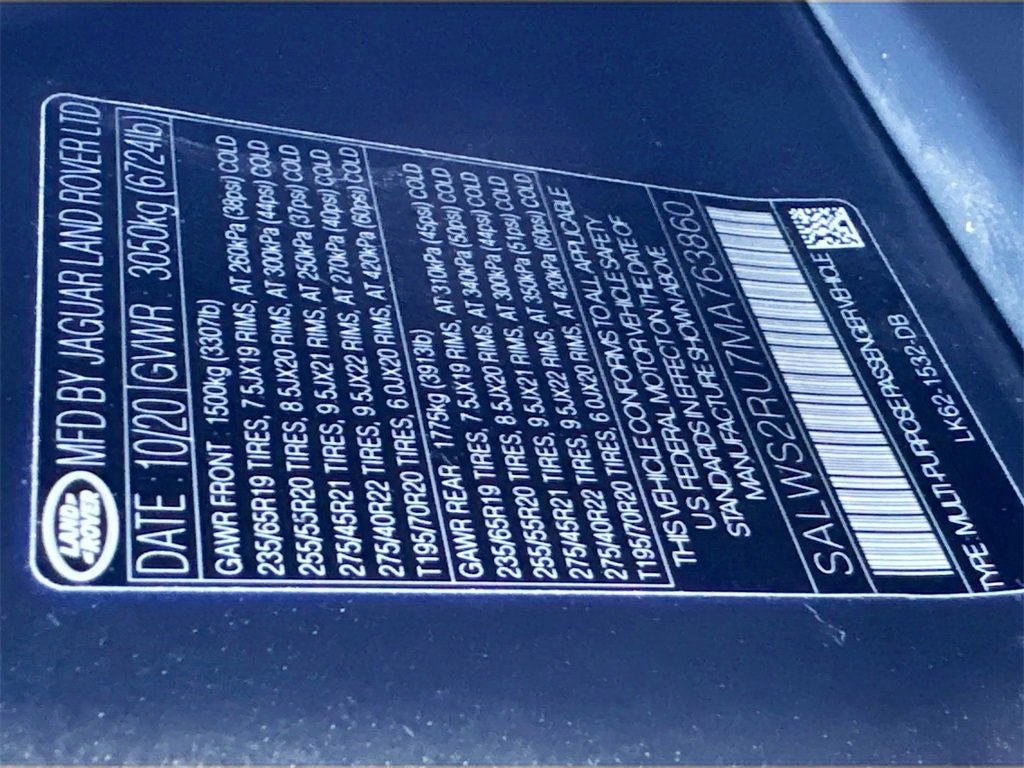 LAND ROVER
MFD BY JAGUAR LAND ROVER LTD
DATE : 10/20 GVWR : 3050kg (6724lb)
GAWR FRONT : 1500kg (3307lb)
235/65R19 TIRES, 7.5JX19 RIMS, AT 260kPa (38psi) COLD
255/55R20 TIRES, 8.5JX20 RIMS, AT 300kPa (44psi) COLD
275/45R21 TIRES, 9.5JX21 RIMS, AT 250kPa (37psi) COLD
275/40R22 TIRES, 9.5JX22 RIMS, AT 270kPa (40psi) COLD
T195/70R20 TIRES, 6.0JX20 RIMS, AT 420kPa (60psi) COLD
GAWR REAR : 1775kg (3913lb)
235/65R19 TIRES, 7.5JX19 RIMS, AT 310kPa (45psi) COLD
255/55R20 TIRES, 8.5JX20 RIMS, AT 340kPa (50psi) COLD
275/45R21 TIRES, 9.5JX21 RIMS, AT 300kPa (44psi) COLD
275/40R22 TIRES, 9.5JX22 RIMS, AT 350kPa (51psi) COLD
T195/70R20 TIRES, 6.0JX20 RIMS, AT 420kPa (60psi) COLD
THIS VEHICLE CONFORMS TO ALL APPLICABLE
U.S. FEDERAL MOTOR VEHICLE SAFETY
STANDARDS IN EFFECT ON THE DATE OF
MANUFACTURE SHOWN ABOVE
SALWS2RU7MA763860
TYPE : MULTI-PURPOSE PASSENGER VEHICLE
LK62-1532-DB